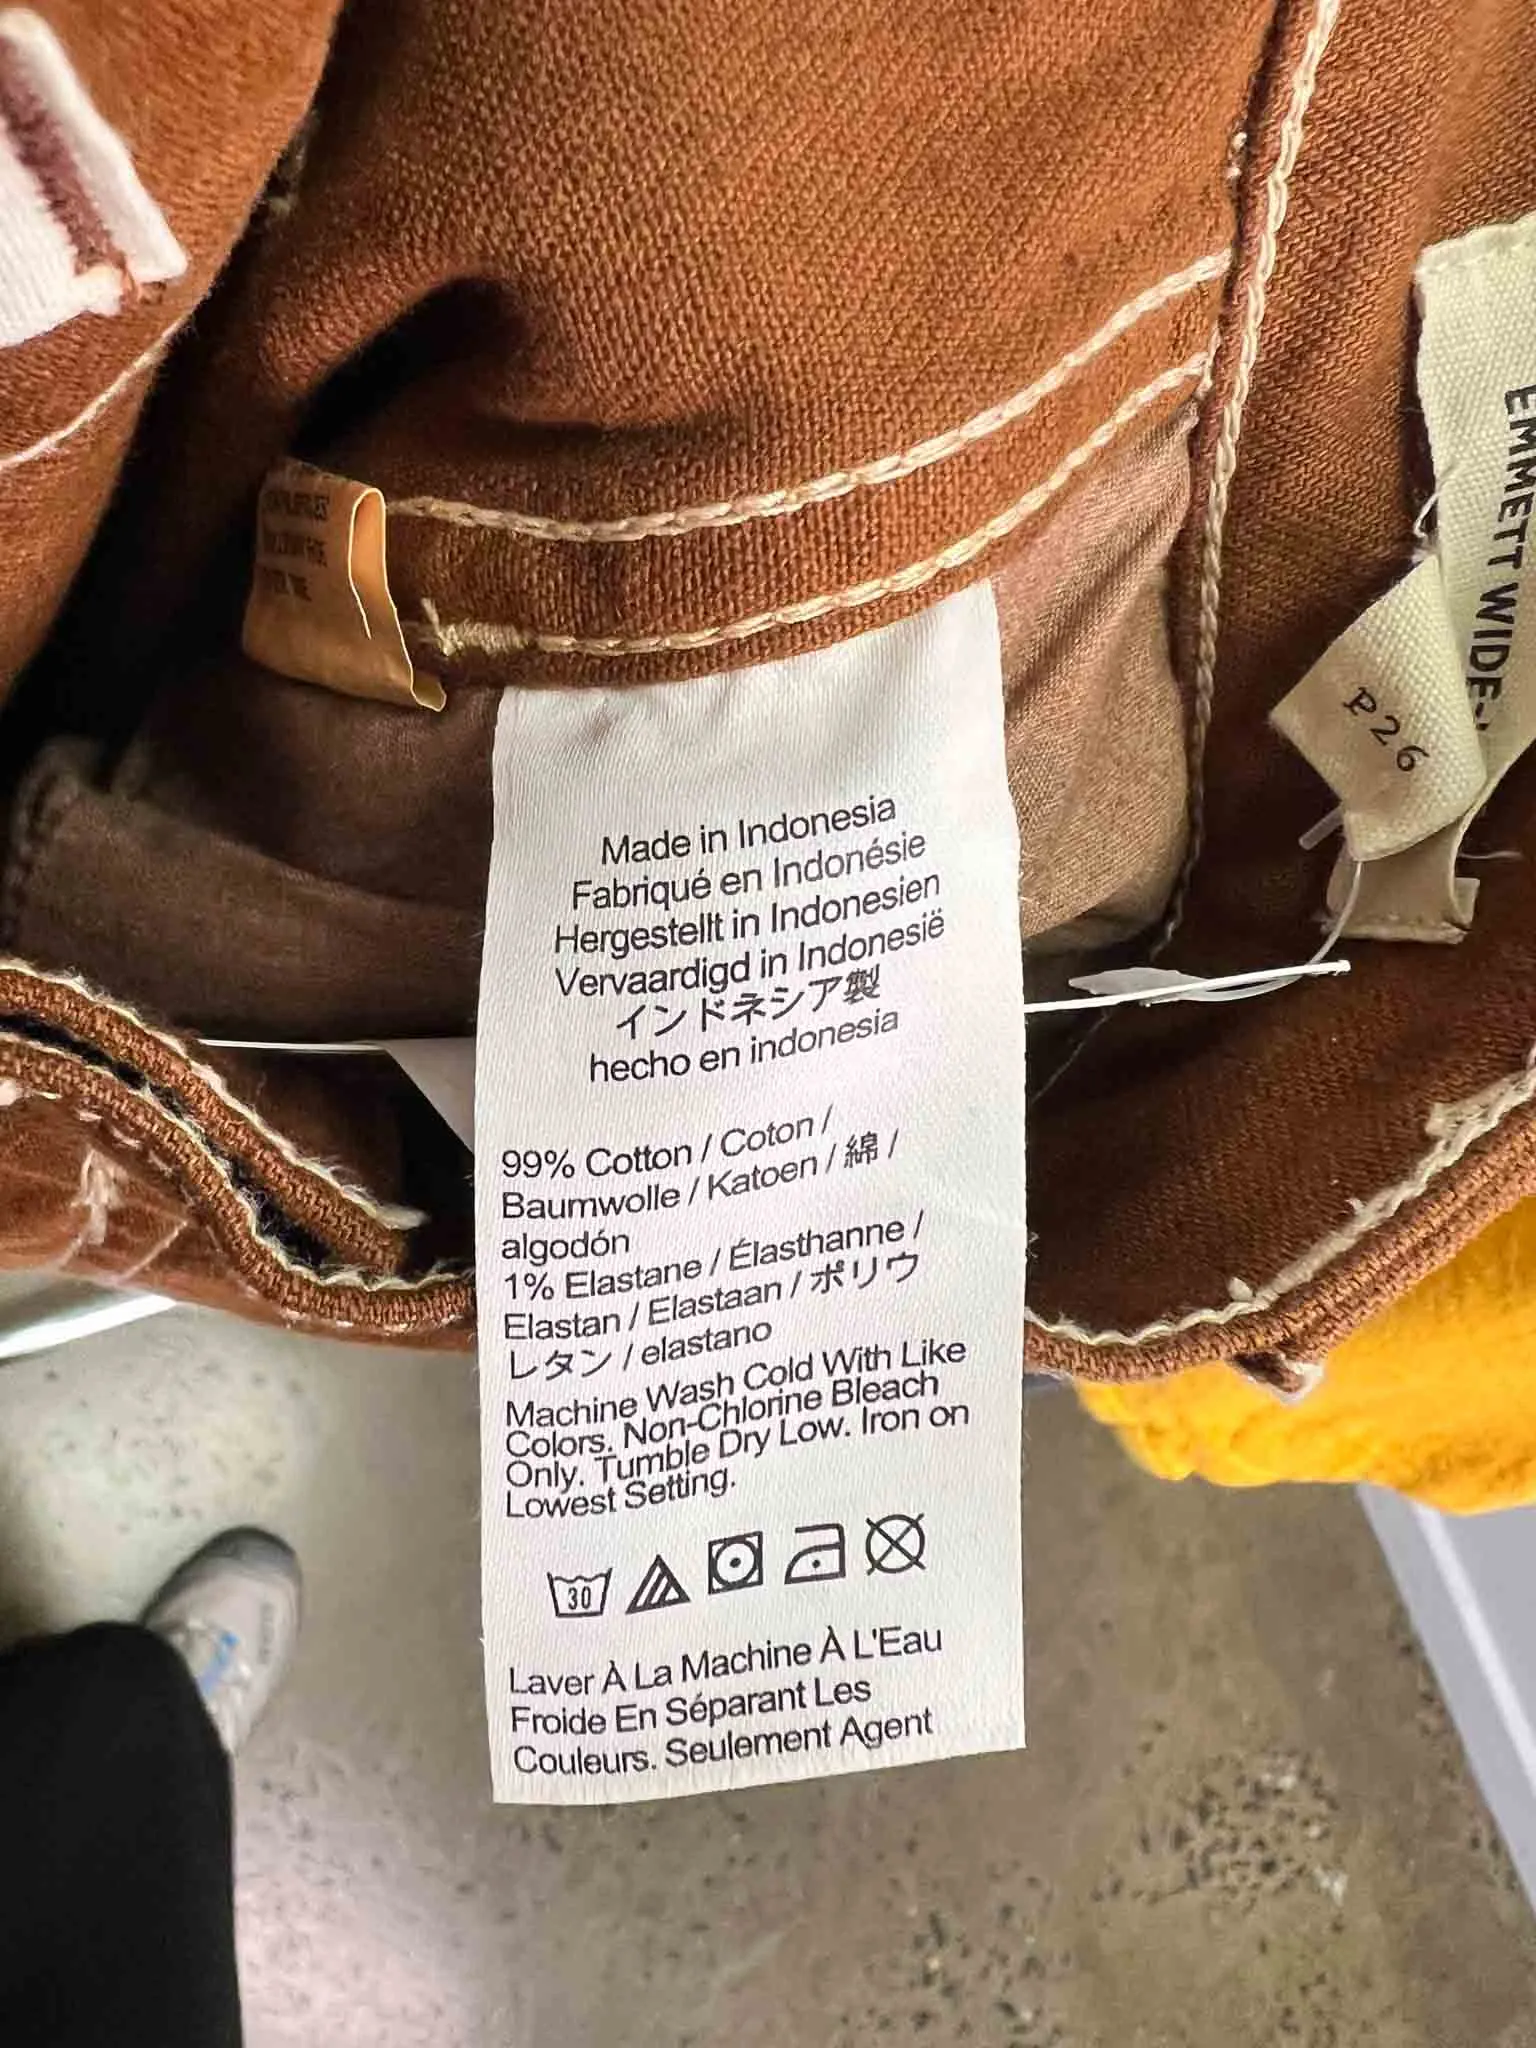 Made in Indonesia
Fabriqué en Indonésie
Hergestellt in Indonesien
Vervaardigd in Indonesië
インドネシア製
hecho en indonesia
99% Cotton / Coton /
Baumwolle / Katoen / 綿 /
algodón
1% Elastane / Élasthanne /
Elastan / Elastaan / ポリウ
レタン / elastano
Machine Wash Cold With Like
Colors. Non-Chlorine Bleach
Only. Tumble Dry Low. Iron on
Lowest Setting.
30
Laver À La Machine À L'Eau
Froide En Séparant Les
Couleurs. Seulement Agent
EMMETT WIDE-
P26